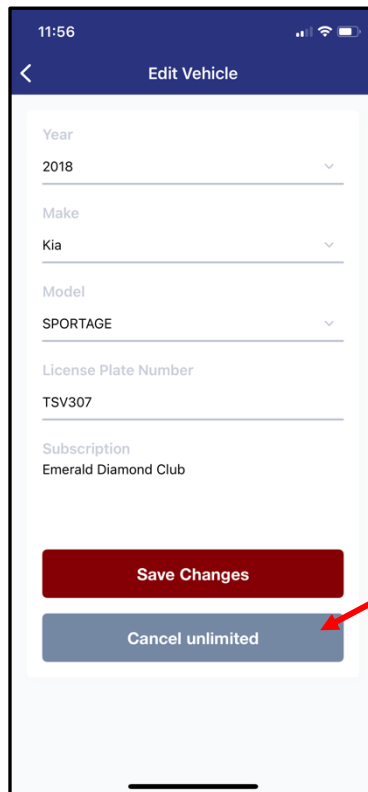 11:56
Edit Vehicle
Year
2018
Make
Kia
Model
SPORTAGE
License Plate Number
TSV307
Subscription
Emerald Diamond Club
Save Changes
Cancel unlimited